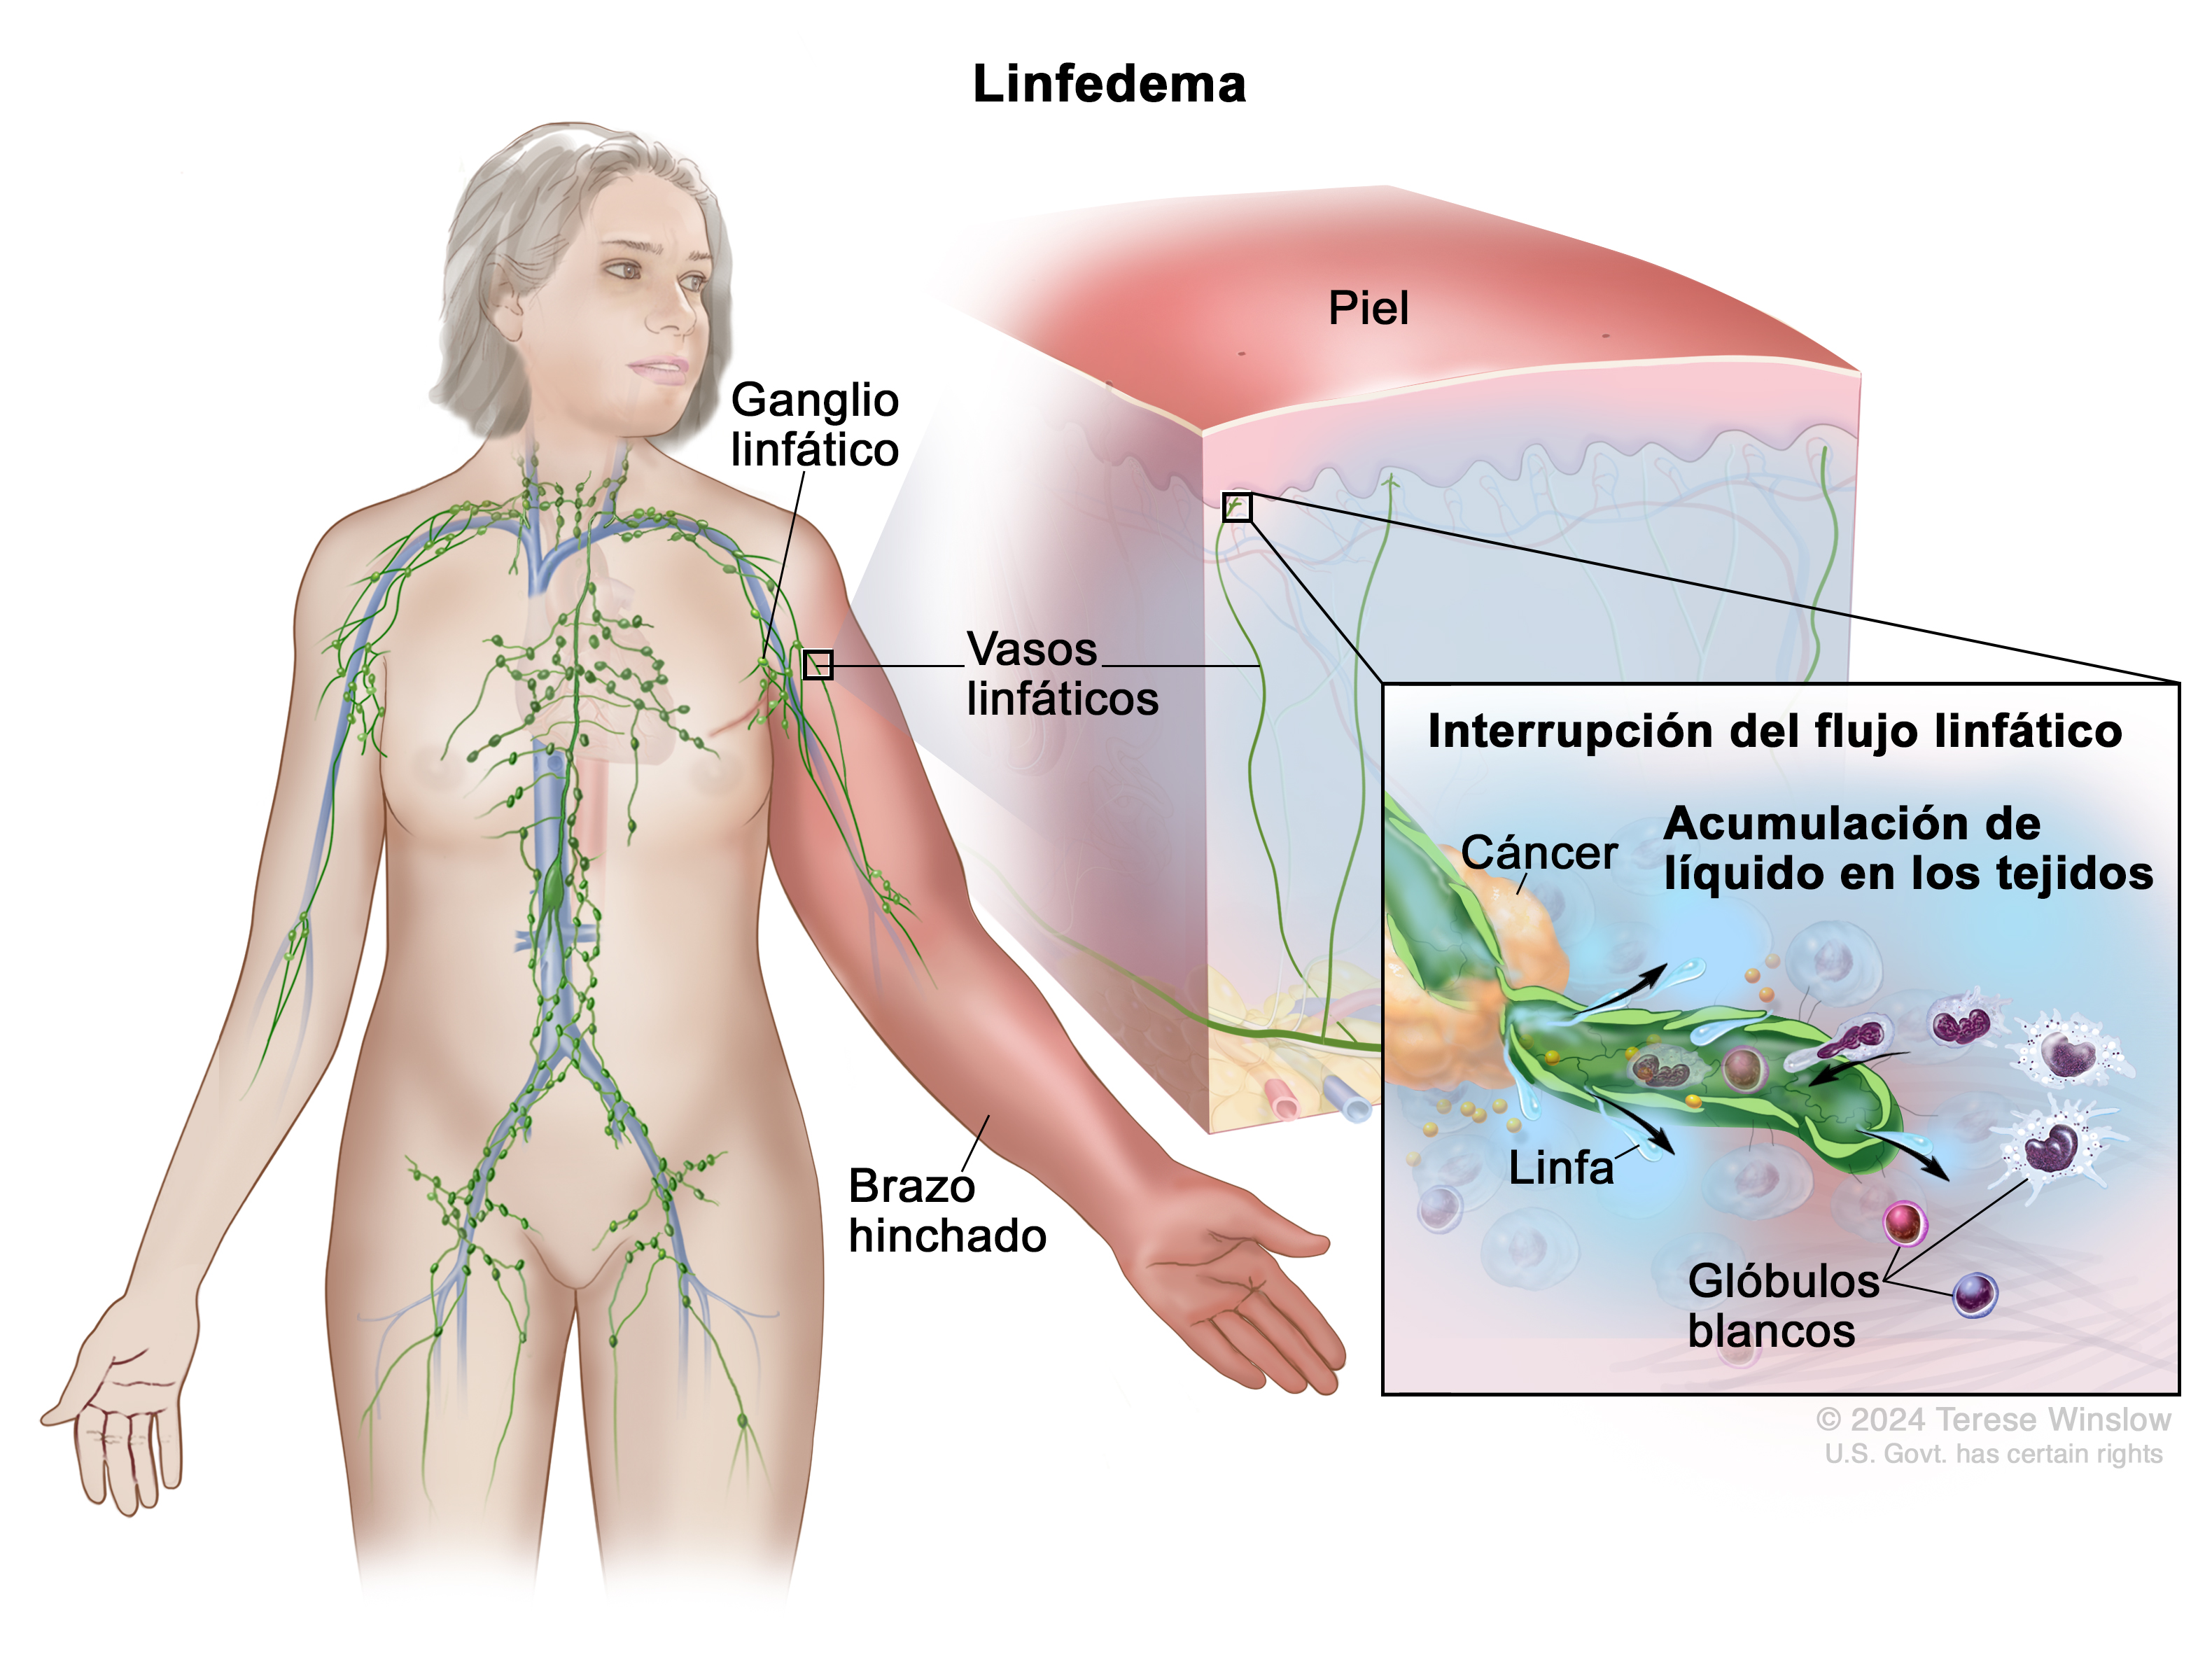 Linfedema
Piel
Ganglio
linfático
Vasos
linfáticos
Interrupción del flujo linfático
Acumulación de
líquido en los tejidos
Cáncer
Linfa
Brazo
hinchado
Glóbulos
blancos
© 2024 Terese Winslow
U.S. Govt. has certain rights